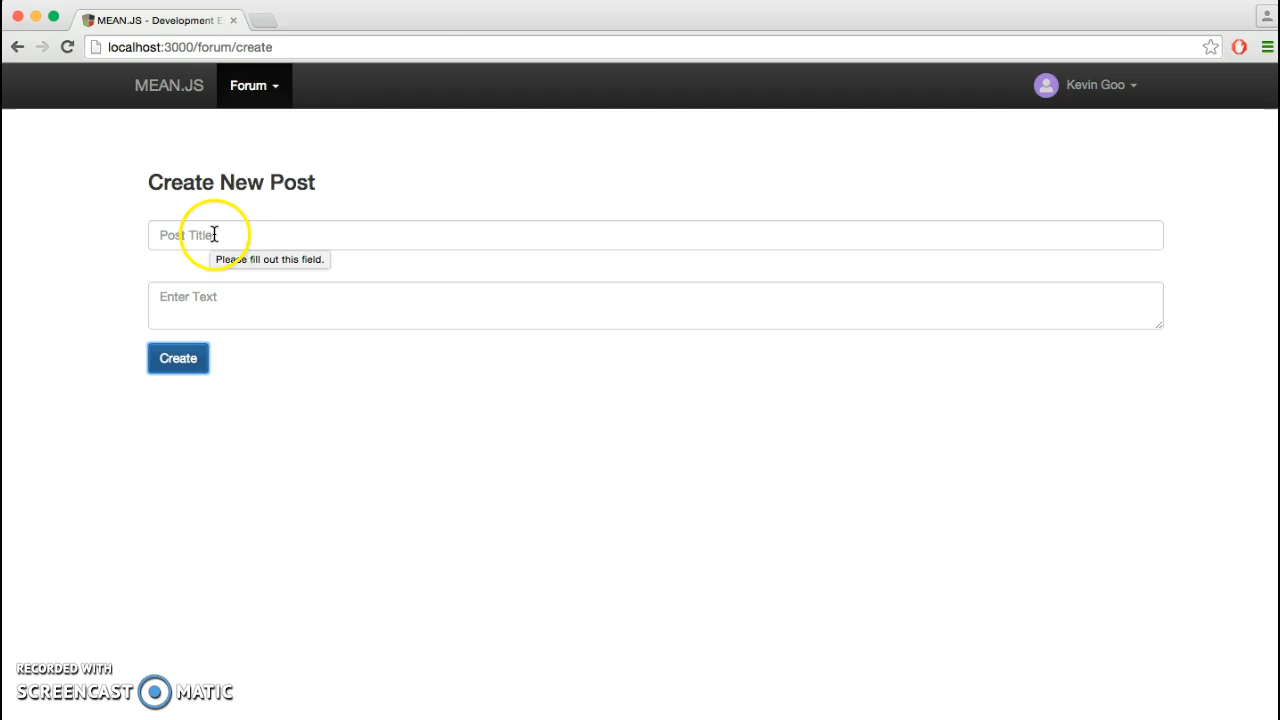 MEAN.JS - Development E
localhost:3000/forum/create
MEAN.JS Forum Kevin Goo
Create New Post
Post Title
Please fill out this field.
Enter Text
Create
RECORDED WITH
SCREENCAST MATIC